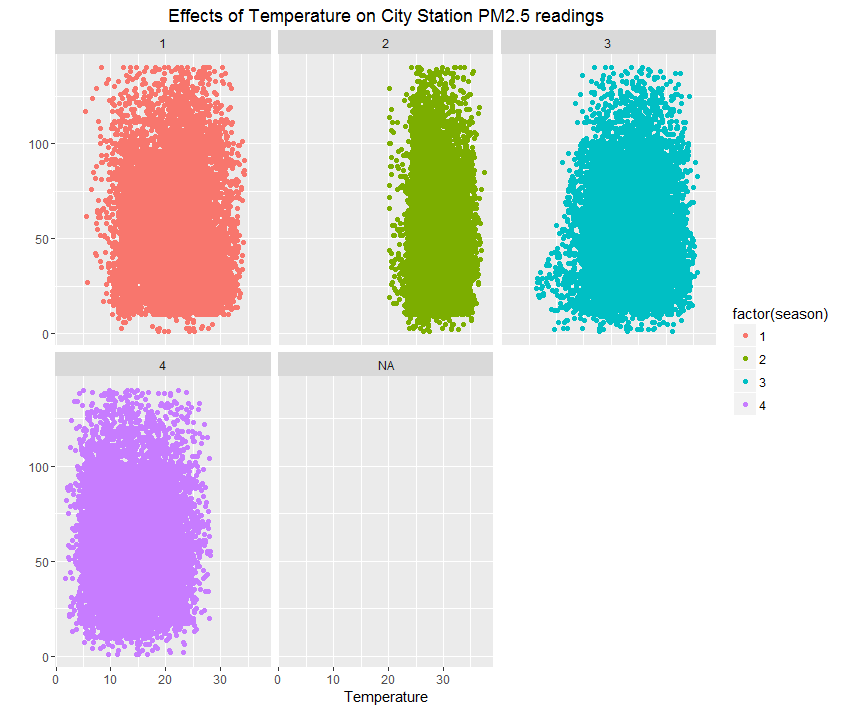 Effects of Temperature on City Station PM2.5 readings
1 2 3
100
50
0
factor(season)
1
2
3
4
4 NA
100
50
0
0 10 20 30 0 10 20 30
Temperature